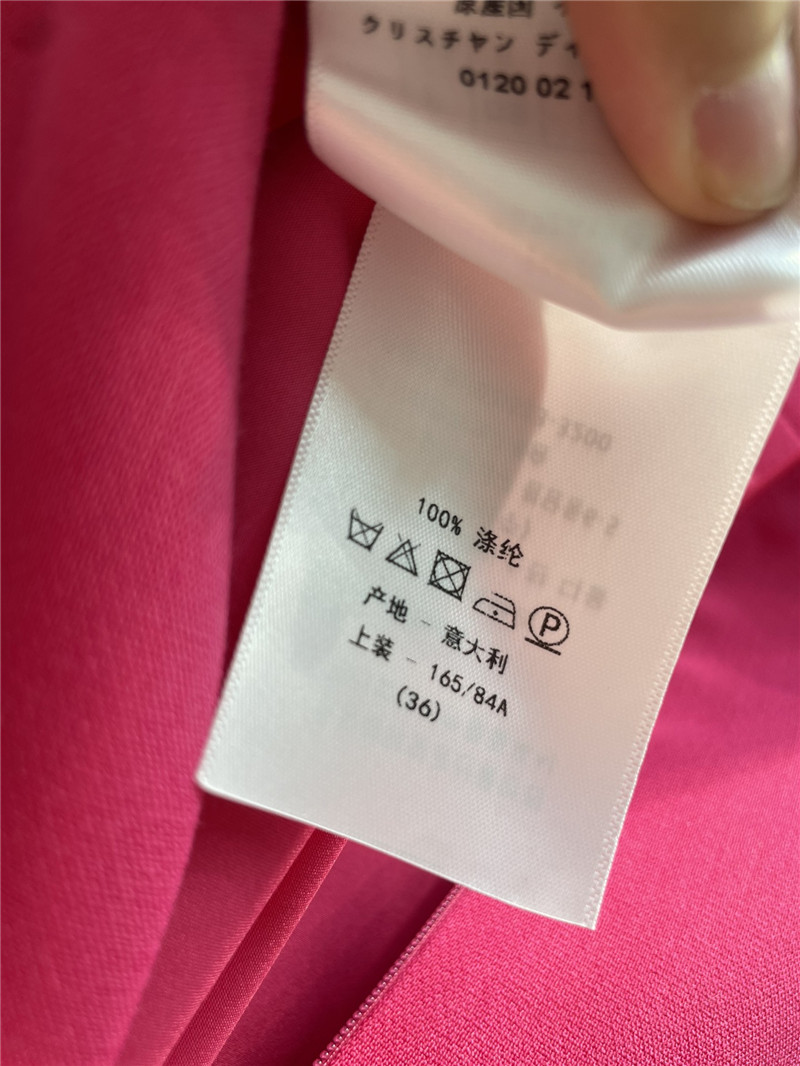 クリスチャン ディ
0120 02 1
100% 涤纶
P
产地 - 意大利
上装 - 165/84A
(36)